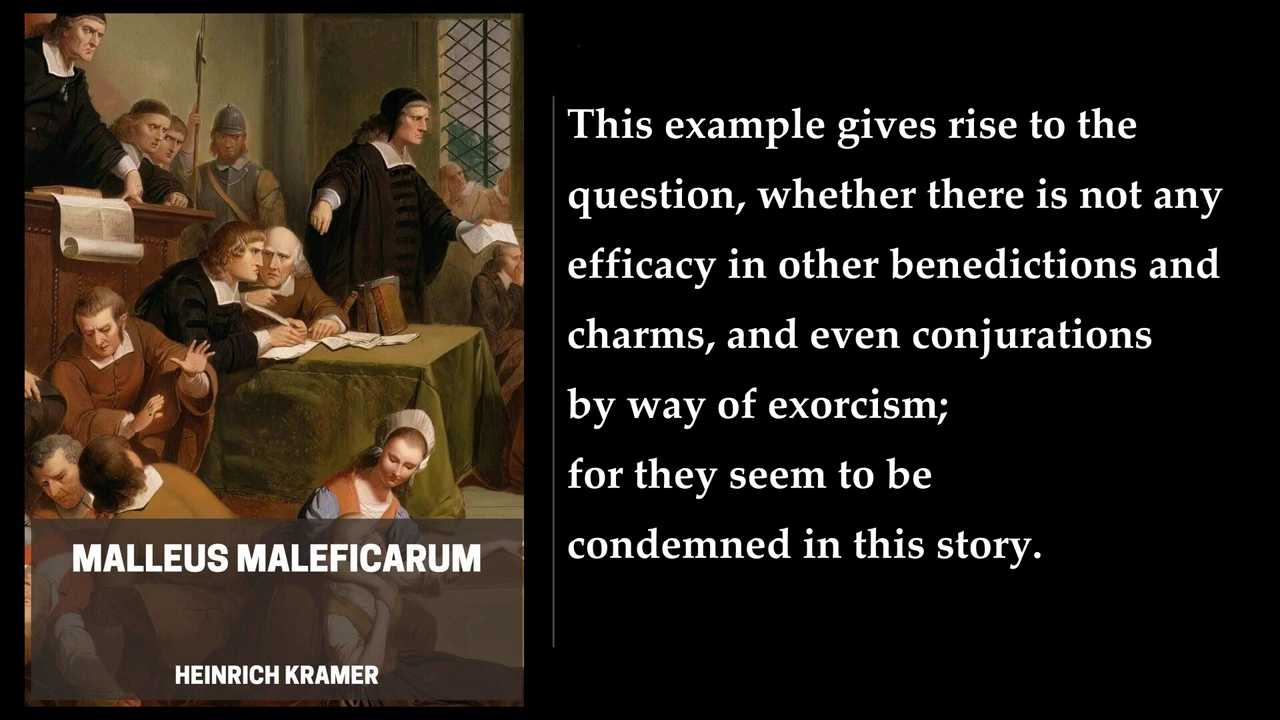 MALLEUS MALEFICARUM
HEINRICH KRAMER
This example gives rise to the
question, whether there is not any
efficacy in other benedictions and
charms, and even conjurations
by way of exorcism;
for they seem to be
condemned in this story.